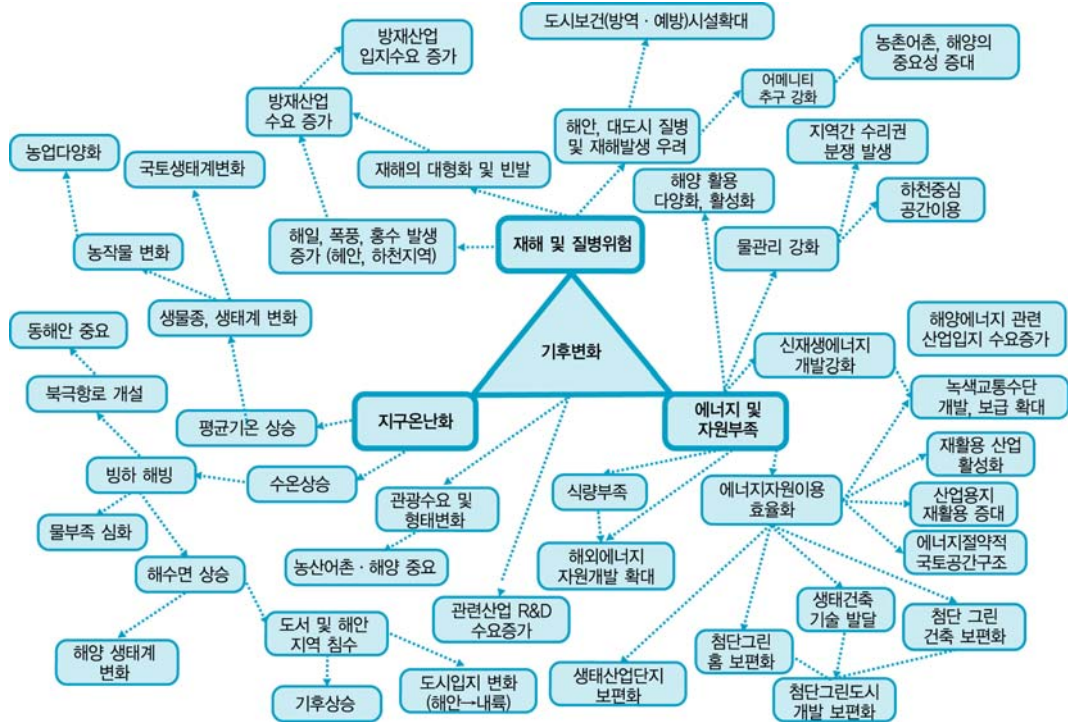 도시보건(방역·예방)시설확대
방재산업
입지수요 증가
농촌어촌, 해양의
중요성 증대
어메니티
추구 강화
방재산업
수요 증가
해안, 대도시 질병
및 재해발생 우려
지역간 수리권
분쟁 발생
농업다양화
국토생태계변화
재해의 대형화 및 빈발
해양 활용
다양화, 활성화
하천중심
공간이용
해일, 폭풍, 홍수 발생
증가 (헤안, 하천지역)
재해 및 질병위험
물관리 강화
농작물 변화
생물종, 생태계 변화
동해안 중요
기후변화
신재생에너지
개발강화
해양에너지 관련
산업입지 수요증가
북극항로 개설
녹색교통수단
개발, 보급 확대
평균기온 상승
지구온난화
에너지 및
자원부족
재활용 산업
활성화
빙하 해빙
수온상승
관광수요 및
형태변화
식량부족
에너지자원이용
효율화
산업용지
재활용 증대
물부족 심화
에너지절약적
국토공간구조
해수면 상승
농산어촌·해양 중요
해외에너지
자원개발 확대
관련산업 R&D
수요증가
생태건축
기술 발달
첨단 그린
건축 보편화
도서 및 해안
지역 침수
첨단그린
홈 보편화
해양 생태계
변화
기후상승
도시입지 변화
(해안→내륙)
생태산업단지
보편화
첨단그린도시
개발 보편화